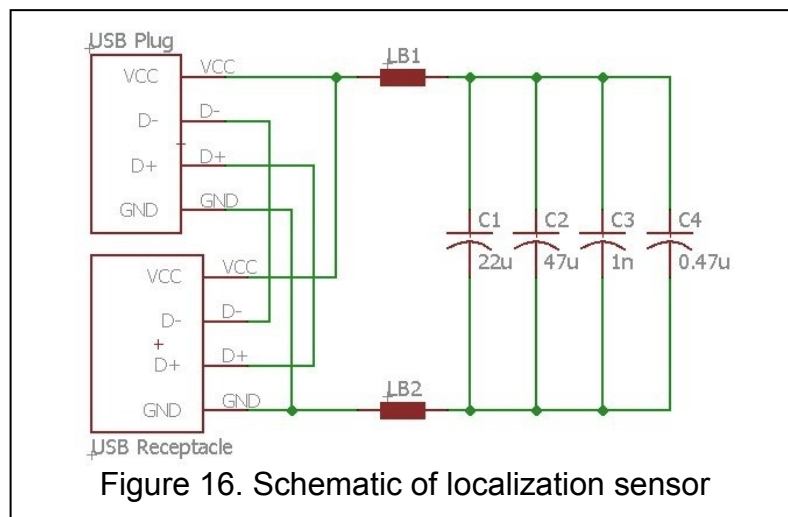 USB Plug
VCC VCC
D- D-
D+ D+
GND GND
LB1
C1 C2 C3 C4
22u 47u 1n 0.47u
VCC VCC
D- D-
D+ D+
GND GND
LB2
USB Receptacle
Figure 16. Schematic of localization sensor